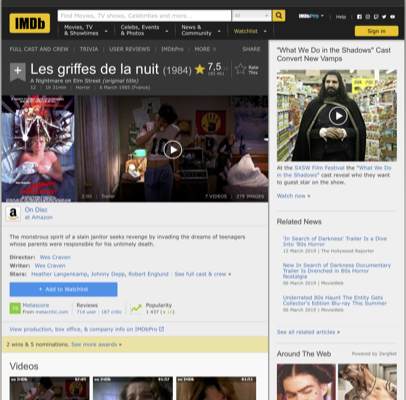 IMDb
Find Movies, TV shows, Celebrities and more...
All
IMDbPro
Help
Movies, TV
& Showtimes
Celebs, Events
& Photos
News &
Community
Watchlist
Sign in
FULL CAST AND CREW | TRIVIA | USER REVIEWS | IMDbPro | MORE
SHARE
+ Les griffes de la nuit (1984)
7,5
Rate
This
A Nightmare on Elm Street (original title)
12 | 1h 31min | Horror | 6 March 1985 (France)
2:05 | Trailer
7 VIDEOS | 275 IMAGES
On Disc
at Amazon
The monstrous spirit of a slain janitor seeks revenge by invading the dreams of teenagers
whose parents were responsible for his untimely death.
Director: Wes Craven
Writer: Wes Craven
Stars: Heather Langenkamp, Johnny Depp, Robert Englund | See full cast & crew »
+ Add to Watchlist
Metascore
From metacritic.com
Reviews
714 user | 187 critic
Popularity
View production, box office, & company info on IMDbPro
2 wins & 5 nominations. See more awards »
Videos
"What We Do in the Shadows" Cast
Convert New Vamps
At the SXSW Film Festival the "What We Do
in the Shadows" cast reveal who they want
to guest star on the show.
Watch now »
Related News
'In Search of Darkness' Trailer Is a Dive
Into '80s Horror
12 March 2019 | The Hollywood Reporter
New In Search of Darkness Documentary
Trailer Is Drenched in 80s Horror
Nostalgia
06 March 2019 | MovieWeb
Underrated 80s Haunt The Entity Gets
Collector's Edition Blu-ray This Summer
06 March 2019 | MovieWeb
See all related articles »
Around The Web
Powered by ZergNet